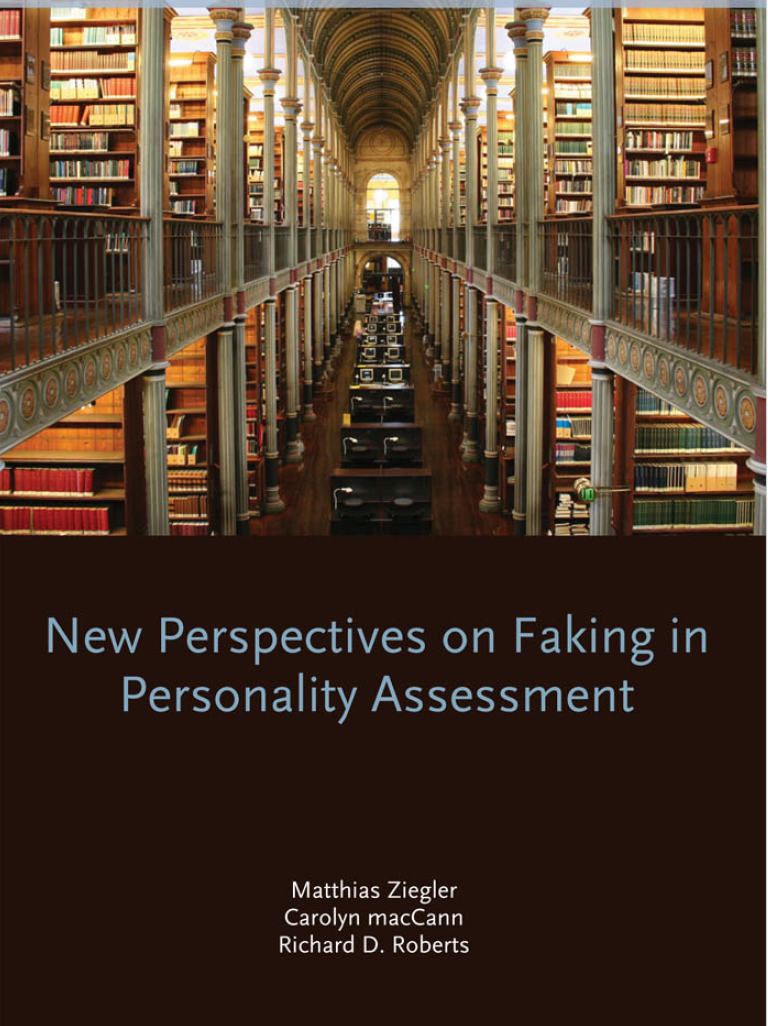 New Perspectives on Faking in
Personality Assessment
Matthias Ziegler
Carolyn macCann
Richard D. Roberts